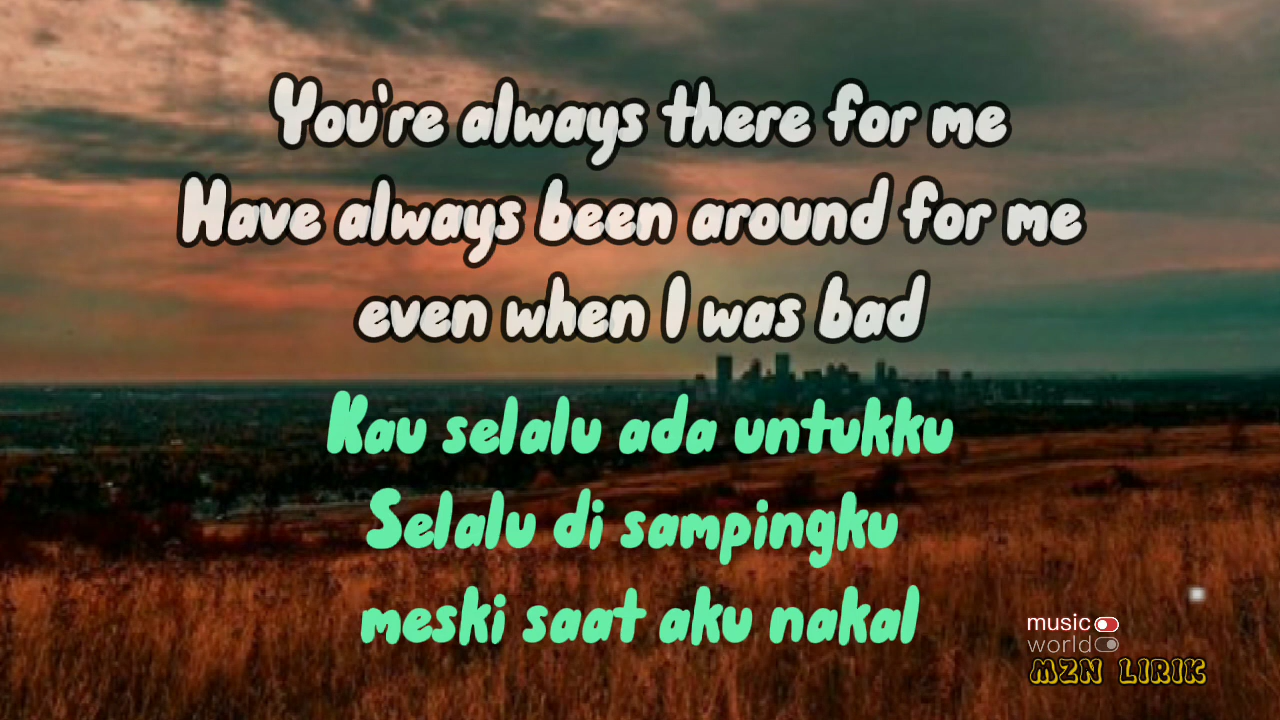 You're always there for me
Have always been around for me
even when I was bad
Kau selalu ada untukku
Selalu di sampingku
meski saat aku nakal
music
world
MZN LIRIK